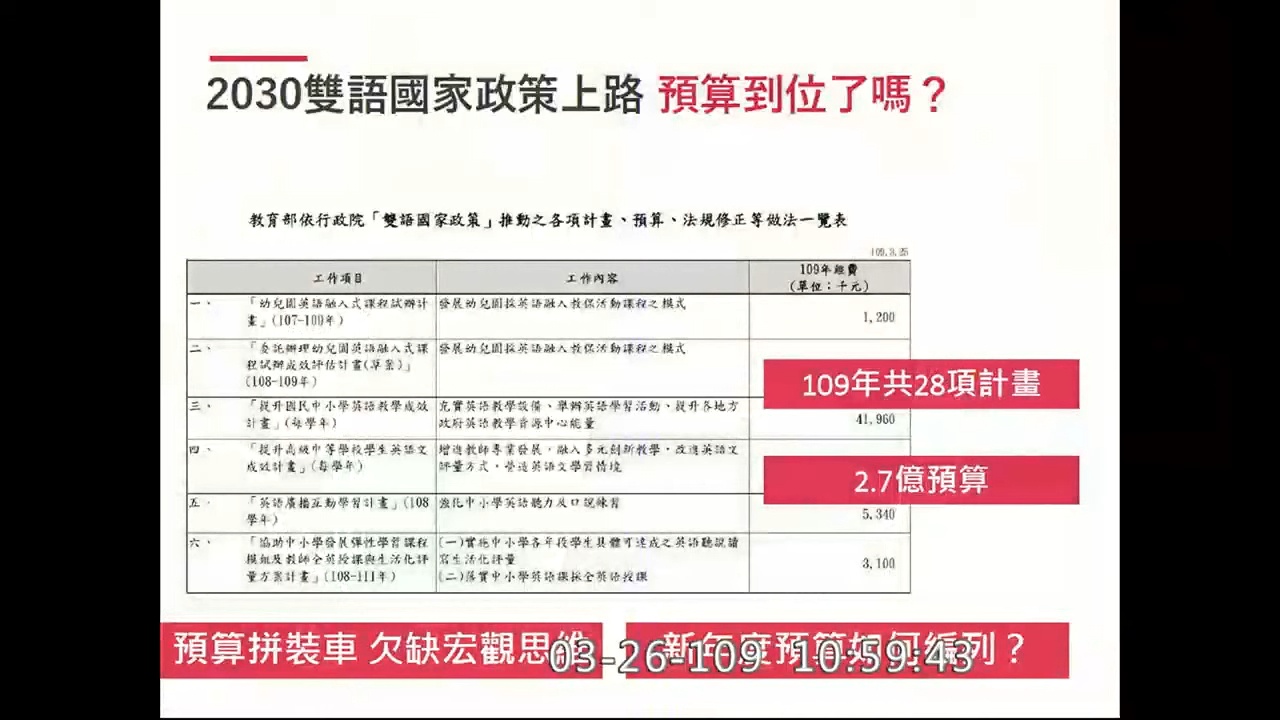 2030雙語國家政策上路 預算到位了嗎？
教育部依行政院「雙語國家政策」推動之各項計畫、預算、法規修正等做法一覽表
109.3.25
工作項目 工作內容 109年經費
(單位：千元)
一、 「幼兒園英語融入式課程試辦計 發展幼兒園採英語融入教保活動課程之模式
畫」(107-109年) 1,200
二、 「委託辦理幼兒園英語融入式課 發展幼兒園採英語融入教保活動課程之模式
程試辦成效評估計畫(草案)」
(108-109年)
109年共28項計畫
三、 「提升國民中小學英語教學成效 充實英語教學設備、舉辦英語學習活動、提升各地方
計畫」(每學年) 政府英語教學資源中心能量 41,960
四、 「提升高級中等學校學生英語文 增進教師專業發展，融入多元創新教學，改進英語文
成效計畫」(每學年) 評量方式，營造英語文學習情境
2.7億預算
五、 「英語廣播互動學習計畫」(108 強化中小學英語聽力及口說練習
學年) 5,340
六、 「協助中小學發展彈性學習課程 (一)實施中小學各年段學生具體可達成之英語聽說讀
模組及教師全英授課與生活化評 寫生活化評量 3,100
量方案計畫」(108-111年) (二)落實中小學英語課採全英語授課
預算拼裝車 欠缺宏觀思維 新年度預算如何編列？
03-26-109 10:59:43